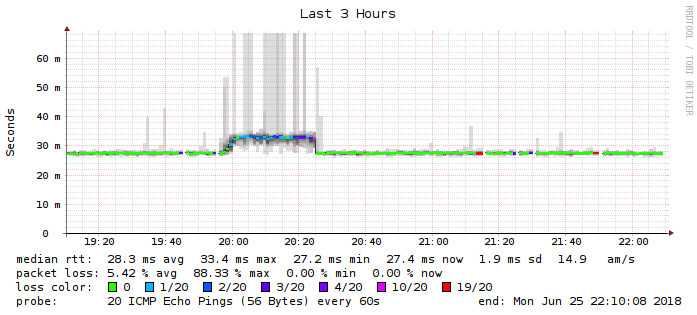 Last 3 Hours
RRDTOOL / TOBI OETIKER
Seconds
60 m
50 m
40 m
30 m
20 m
10 m
0
19:20 19:40 20:00 20:20 20:40 21:00 21:20 21:40 22:00
median rtt: 28.3 ms avg 33.4 ms max 27.2 ms min 27.4 ms now 1.9 ms sd 14.9 am/s
packet loss: 5.42 % avg 88.33 % max 0.00 % min 0.00 % now
loss color: 0 1/20 2/20 3/20 4/20 10/20 19/20
probe: 20 ICMP Echo Pings (56 Bytes) every 60s end: Mon Jun 25 22:10:08 2018